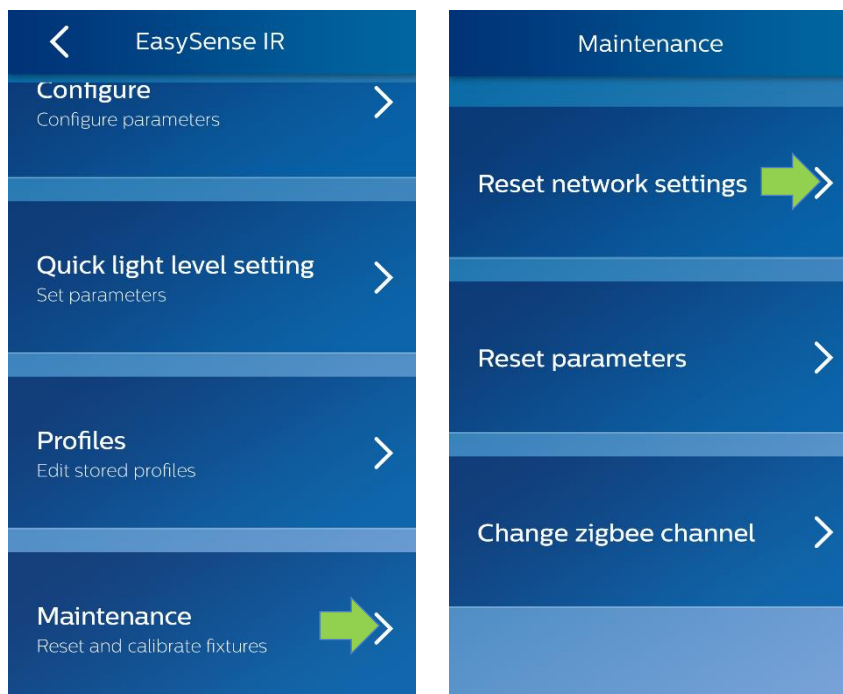 EasySense IR
Configure
Configure parameters
Quick light level setting
Set parameters
Profiles
Edit stored profiles
Maintenance
Reset and calibrate fixtures
Maintenance
Reset network settings
Reset parameters
Change zigbee channel